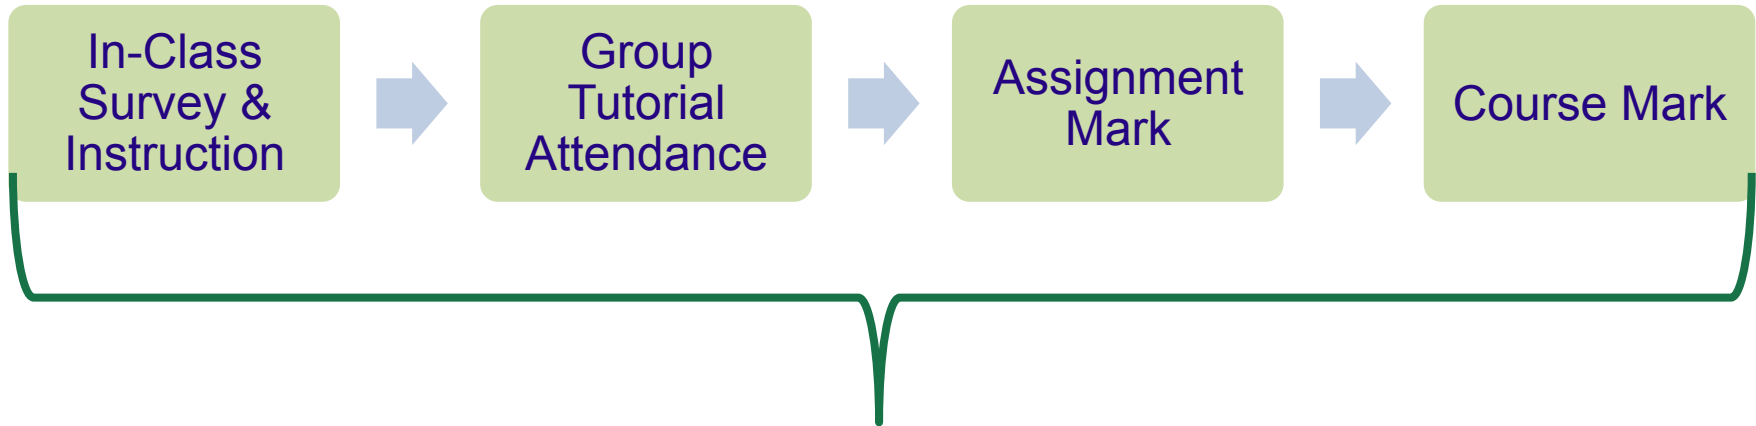 In-Class
Survey &
Instruction
Group
Tutorial
Attendance
Assignment
Mark
Course Mark